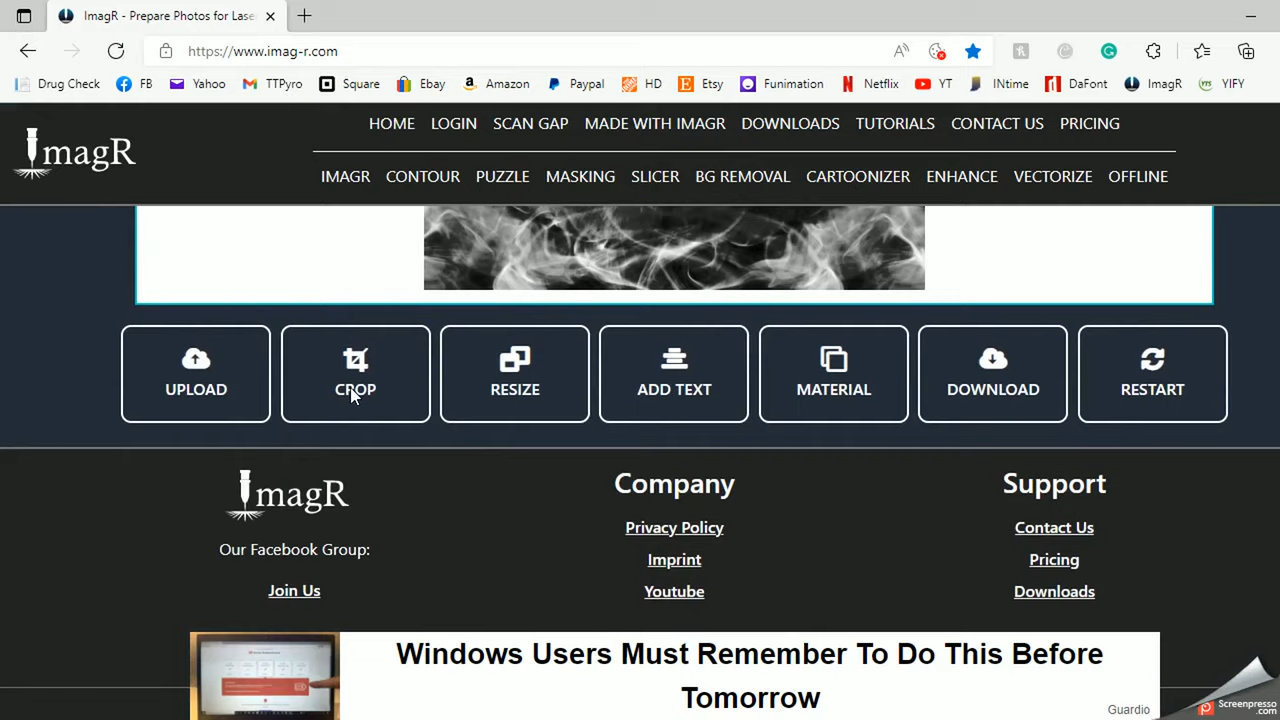 ImagR - Prepare Photos for Lase
https://www.imag-r.com
Drug Check FB Yahoo TTPyro Square Ebay Amazon Paypal HD Etsy Funimation Netflix YT INtime DaFont ImagR YIFY
ImagR
HOME LOGIN SCAN GAP MADE WITH IMAGR DOWNLOADS TUTORIALS CONTACT US PRICING
IMAGR CONTOUR PUZZLE MASKING SLICER BG REMOVAL CARTOONIZER ENHANCE VECTORIZE OFFLINE
UPLOAD CROP RESIZE ADD TEXT MATERIAL DOWNLOAD RESTART
ImagR
Our Facebook Group:
Join Us
Company
Privacy Policy
Imprint
Youtube
Support
Contact Us
Pricing
Downloads
Windows Users Must Remember To Do This Before
Tomorrow
Guardio
Screenpresso
.com